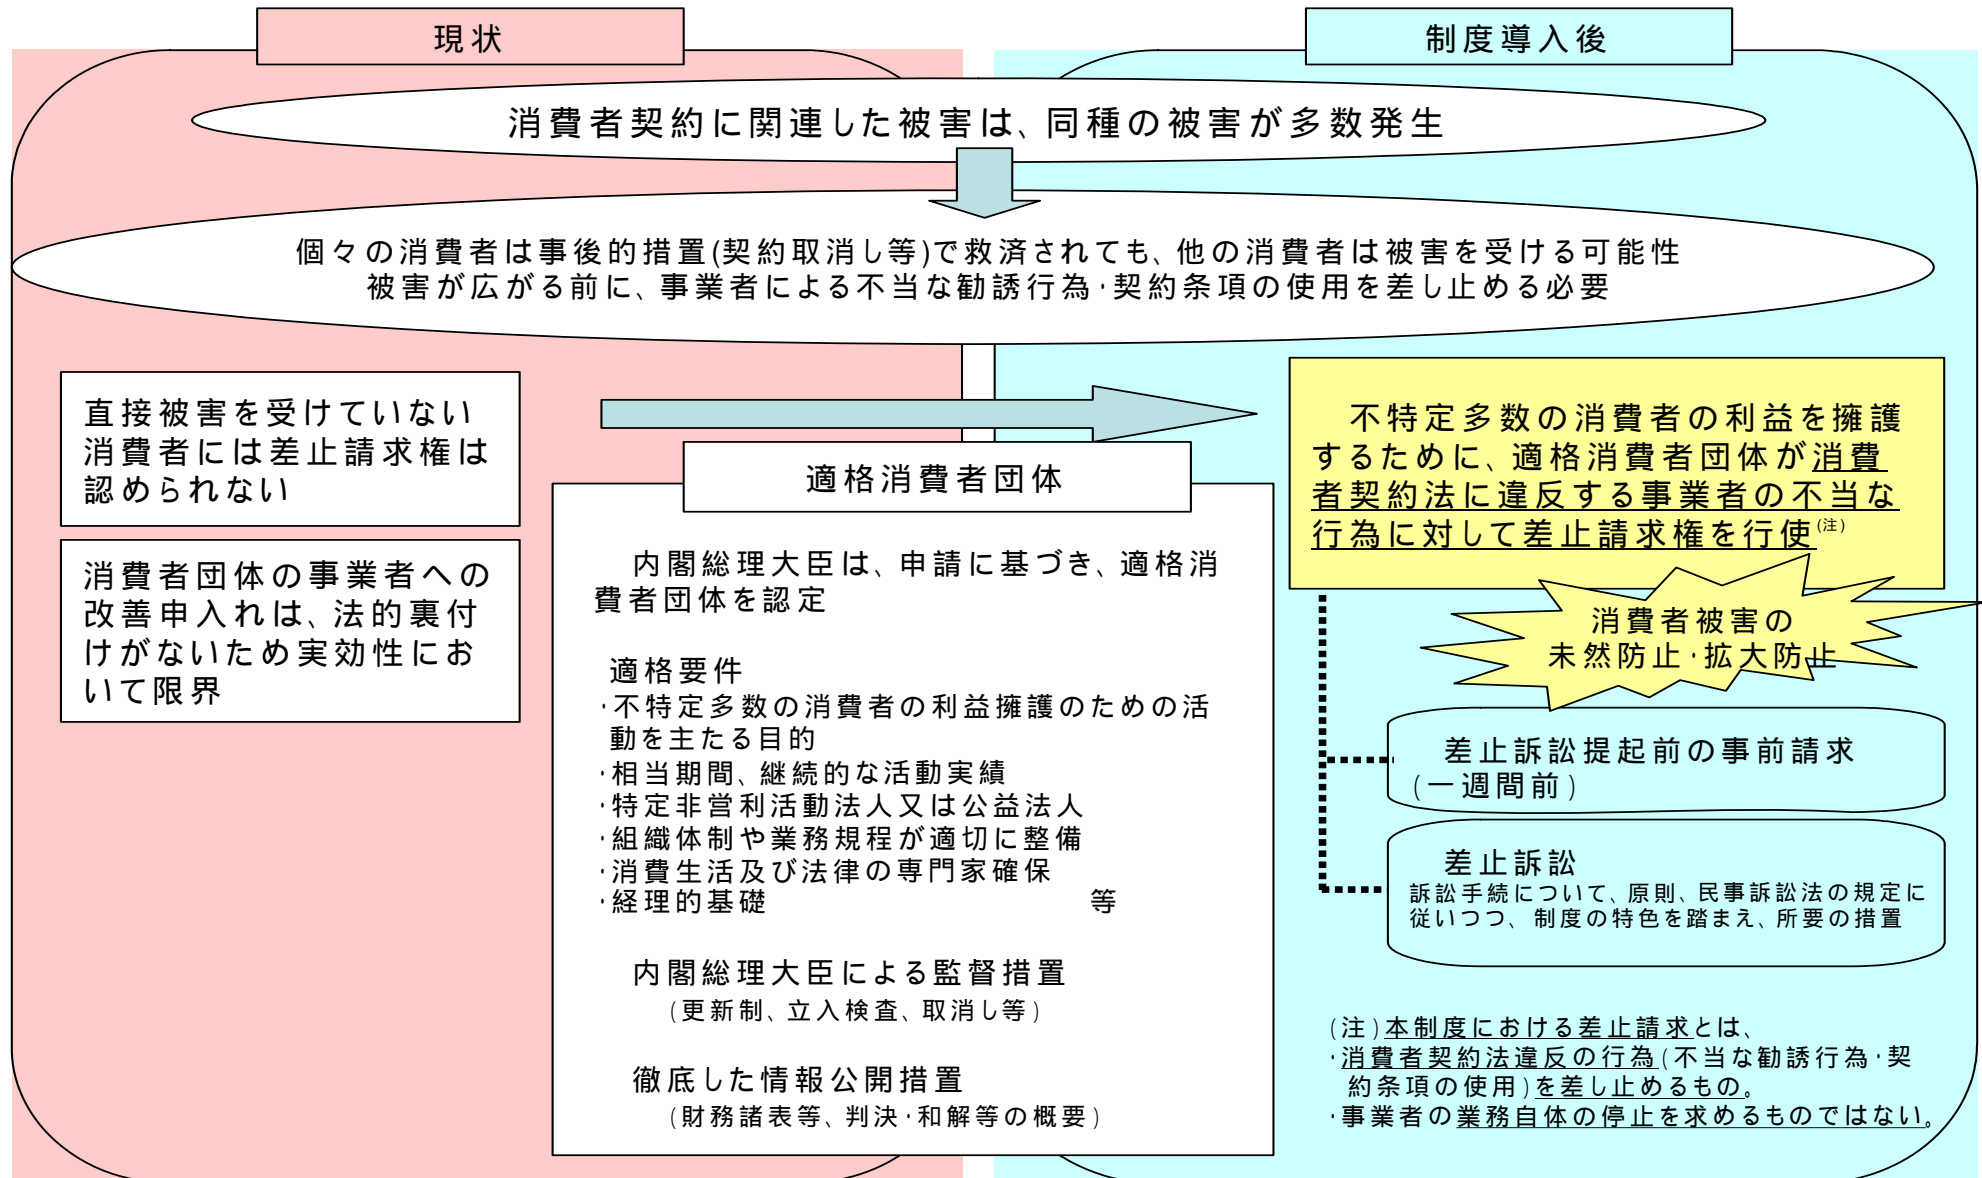 現状
制度導入後
消費者契約に関連した被害は、同種の被害が多数発生
個々の消費者は事後的措置(契約取消し等)で救済されても、他の消費者は被害を受ける可能性
被害が広がる前に、事業者による不当な勧誘行為・契約条項の使用を差し止める必要
直接被害を受けていない
消費者には差止請求権は
認められない
消費者団体の事業者への
改善申入れは、法的裏付
けがないため実効性にお
いて限界
適格消費者団体
内閣総理大臣は、申請に基づき、適格消
費者団体を認定
適格要件
・不特定多数の消費者の利益擁護のための活
動を主たる目的
・相当期間、継続的な活動実績
・特定非営利活動法人又は公益法人
・組織体制や業務規程が適切に整備
・消費生活及び法律の専門家確保
・経理的基礎 等
内閣総理大臣による監督措置
(更新制、立入検査、取消し等)
徹底した情報公開措置
(財務諸表等、判決・和解等の概要)
不特定多数の消費者の利益を擁護
するために、適格消費者団体が消費
者契約法に違反する事業者の不当な
行為に対して差止請求権を行使(注)
消費者被害の
未然防止・拡大防止
差止訴訟提起前の事前請求
(一週間前)
差止訴訟
訴訟手続について、原則、民事訴訟法の規定に
従いつつ、制度の特色を踏まえ、所要の措置
(注)本制度における差止請求とは、
・消費者契約法違反の行為(不当な勧誘行為・契
約条項の使用)を差し止めるもの。
・事業者の業務自体の停止を求めるものではない。